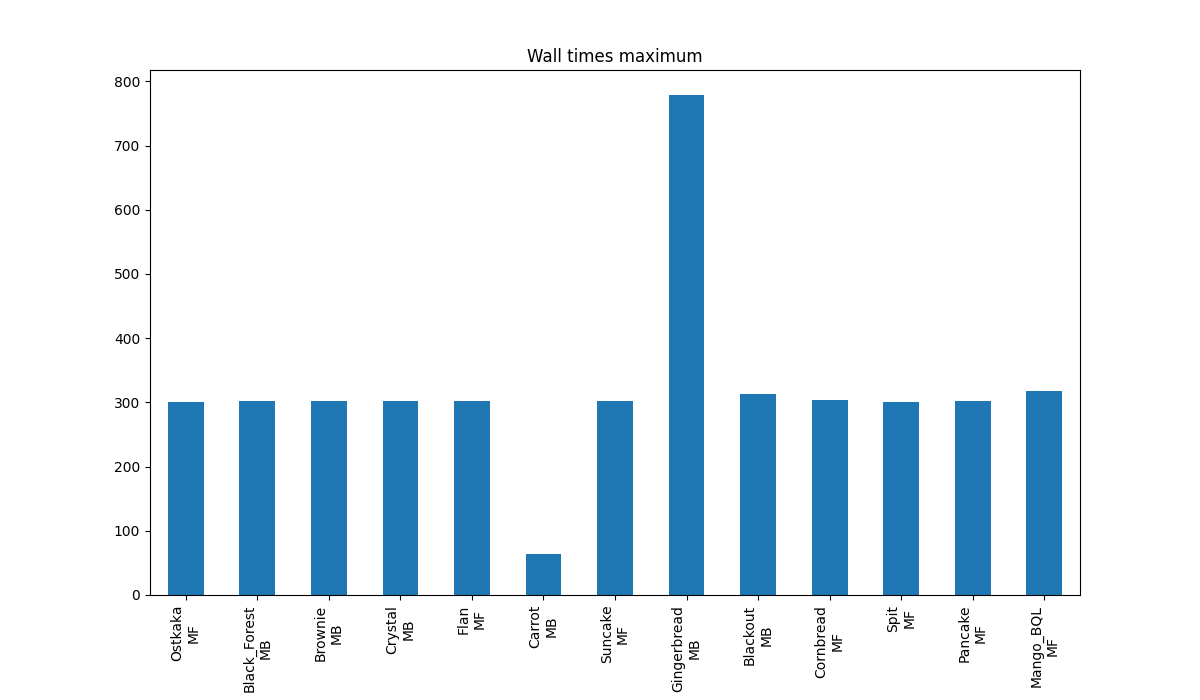 Wall times maximum
800
700
600
500
400
300
200
100
0
Ostkaka
MF
Black_Forest
MB
Brownie
MB
Crystal
MB
Flan
MF
Carrot
MB
Suncake
MF
Gingerbread
MB
Blackout
MB
Cornbread
MF
Spit
MF
Pancake
MF
Mango_BQL
MF